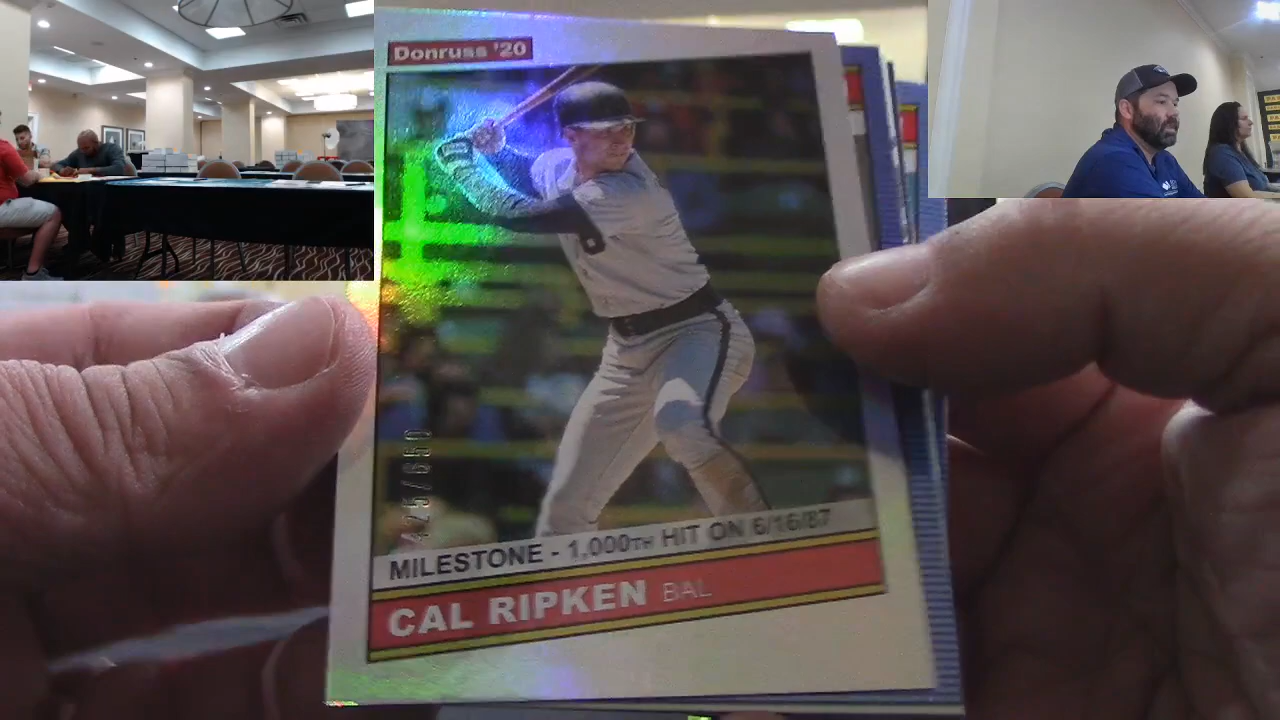 Donruss '20
MILESTONE - 1,000TH HIT ON 6/16/87
CAL RIPKEN BAL